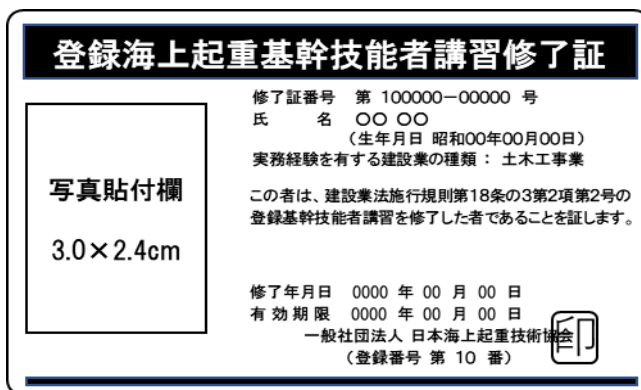 登録海上起重基幹技能者講習修了証
写真貼付欄
3.0×2.4cm
修了証番号 第 100000－00000 号
氏 名 〇〇 〇〇
（生年月日 昭和00年00月00日）
実務経験を有する建設業の種類： 土木工事業
この者は、建設業法施行規則第18条の3第2項第2号の
登録基幹技能者講習を修了した者であることを証します。
修了年月日 0000 年 00 月 00 日
有効期限 0000 年 00 月 00 日
一般社団法人 日本海上起重技術協会
（登録番号 第 10 番）
印